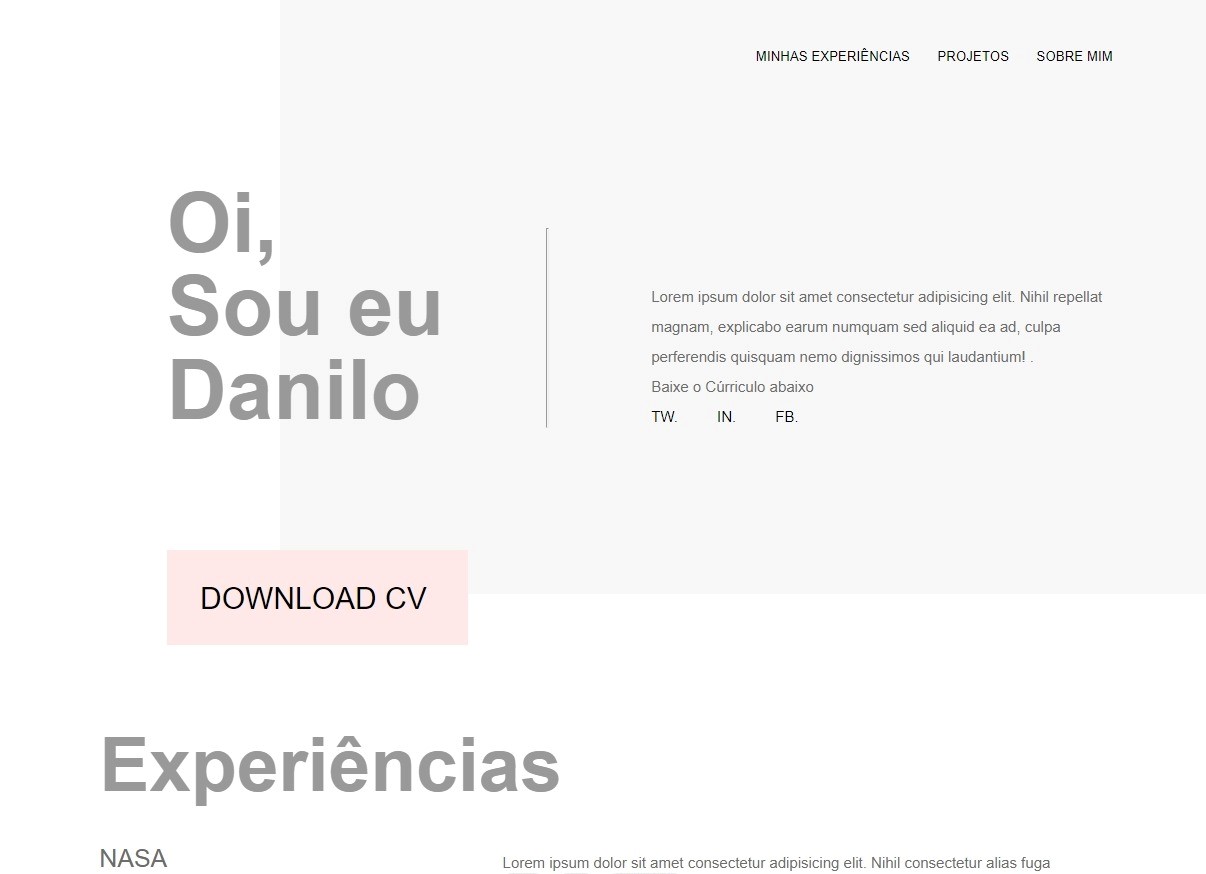 MINHAS EXPERIÊNCIAS PROJETOS SOBRE MIM
Oi,
Sou eu
Danilo
Lorem ipsum dolor sit amet consectetur adipisicing elit. Nihil repellat
magnam, explicabo earum numquam sed aliquid ea ad, culpa
perferendis quisquam nemo dignissimos qui laudantium! .
Baixe o Cúrriculo abaixo
TW. IN. FB.
DOWNLOAD CV
Experiências
NASA
Lorem ipsum dolor sit amet consectetur adipisicing elit. Nihil consectetur alias fuga